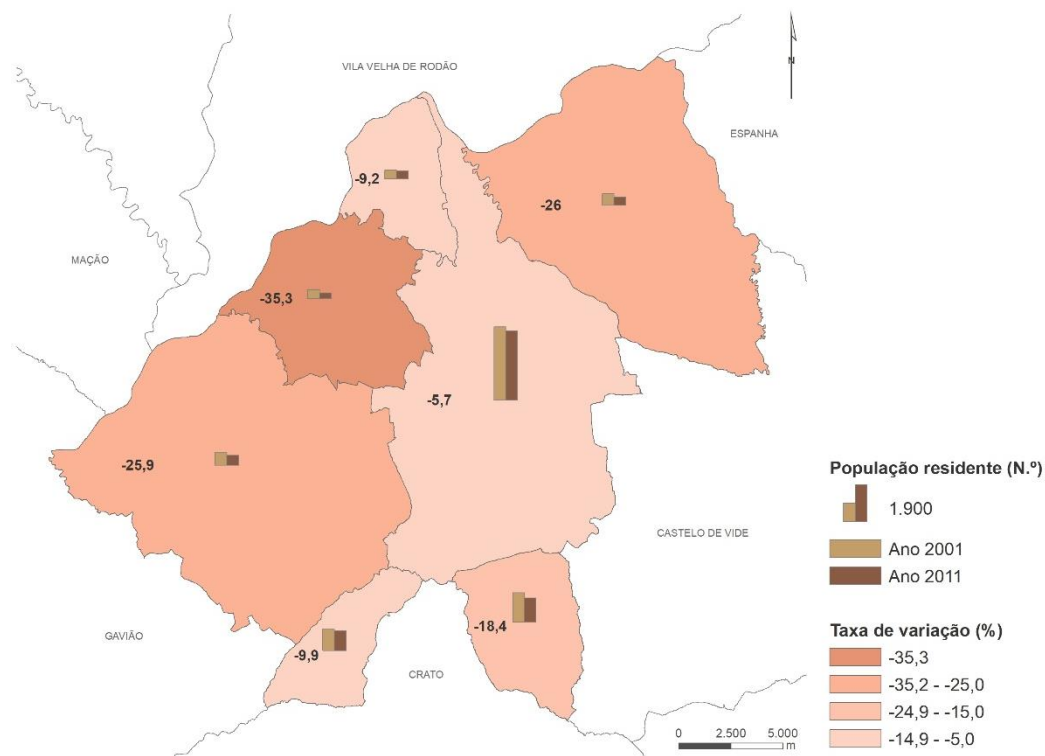 VILA VELHA DE RODÃO
N
ESPANHA
-9,2
-26
MAÇÃO
-35,3
-5,7
-25,9
População residente (N.º)
1.900
CASTELO DE VIDE
Ano 2001
Ano 2011
-18,4
GAVIÃO
-9,9
CRATO
Taxa de variação (%)
-35,3
-35,2 - -25,0
-24,9 - -15,0
-14,9 - -5,0
0 2.500 5.000
m